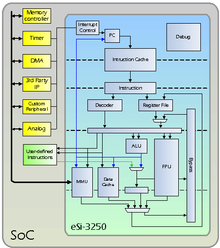 Memory
controller
Timer
DMA
3rd Party
IP
Custom
Peripheral
Analog
User-defined
Instructions
Interrupt
Control
PC
Debug
Instruction Cache
Instruction
Decoder
Register File
ALU
FPU
Bypass
MMU
Data
Cache
eSi-3250
SoC